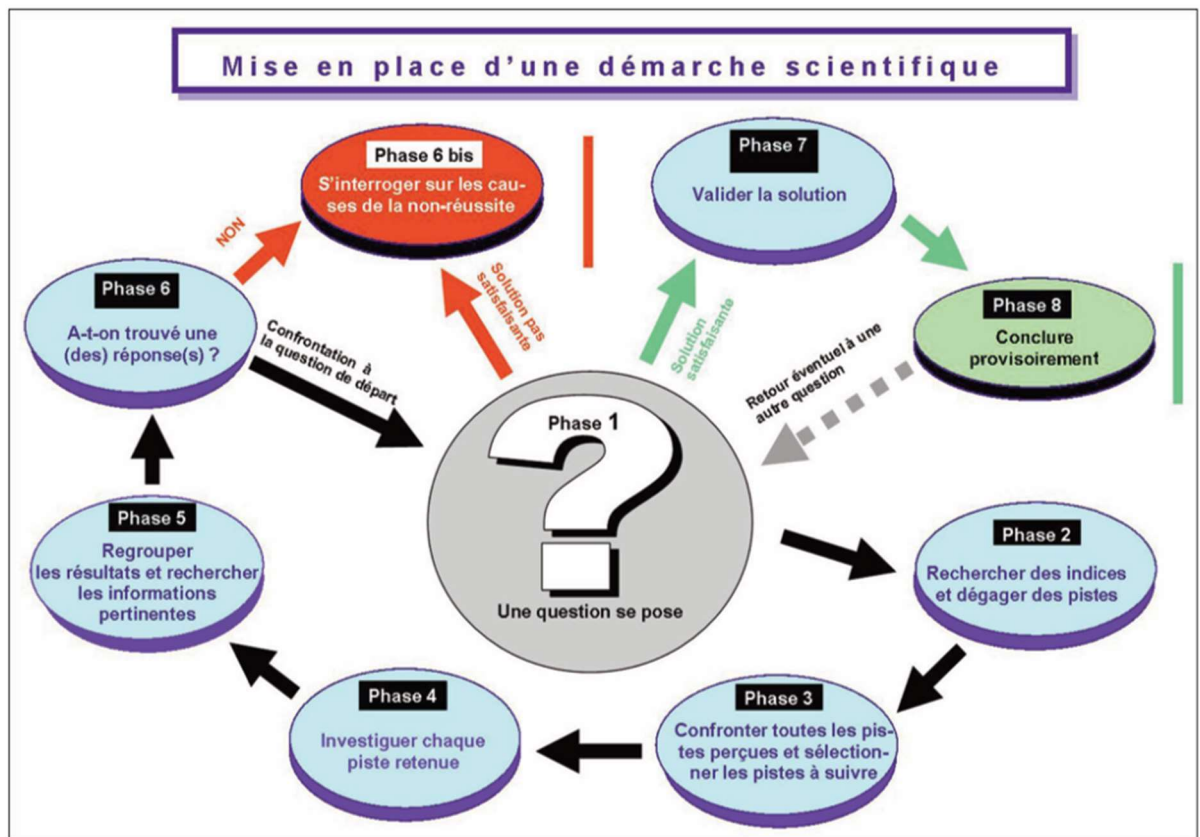 Mise en place d'une démarche scientifique
Phase 6 bis
S'interroger sur les cau-
ses de la non-réussite
Phase 7
Valider la solution
NON
Solution pas
satisfaisante
Solution
satisfaisante
Phase 6
A-t-on trouvé une
(des) réponse(s) ?
Confrontation à
la question de départ
Phase 8
Conclure
provisoirement
Retour éventuel à une
autre question
Phase 1
?
Une question se pose
Phase 2
Rechercher des indices
et dégager des pistes
Phase 3
Confronter toutes les pis-
tes perçues et sélection-
ner les pistes à suivre
Phase 4
Investiguer chaque
piste retenue
Phase 5
Regrouper
les résultats et rechercher
les informations
pertinentes